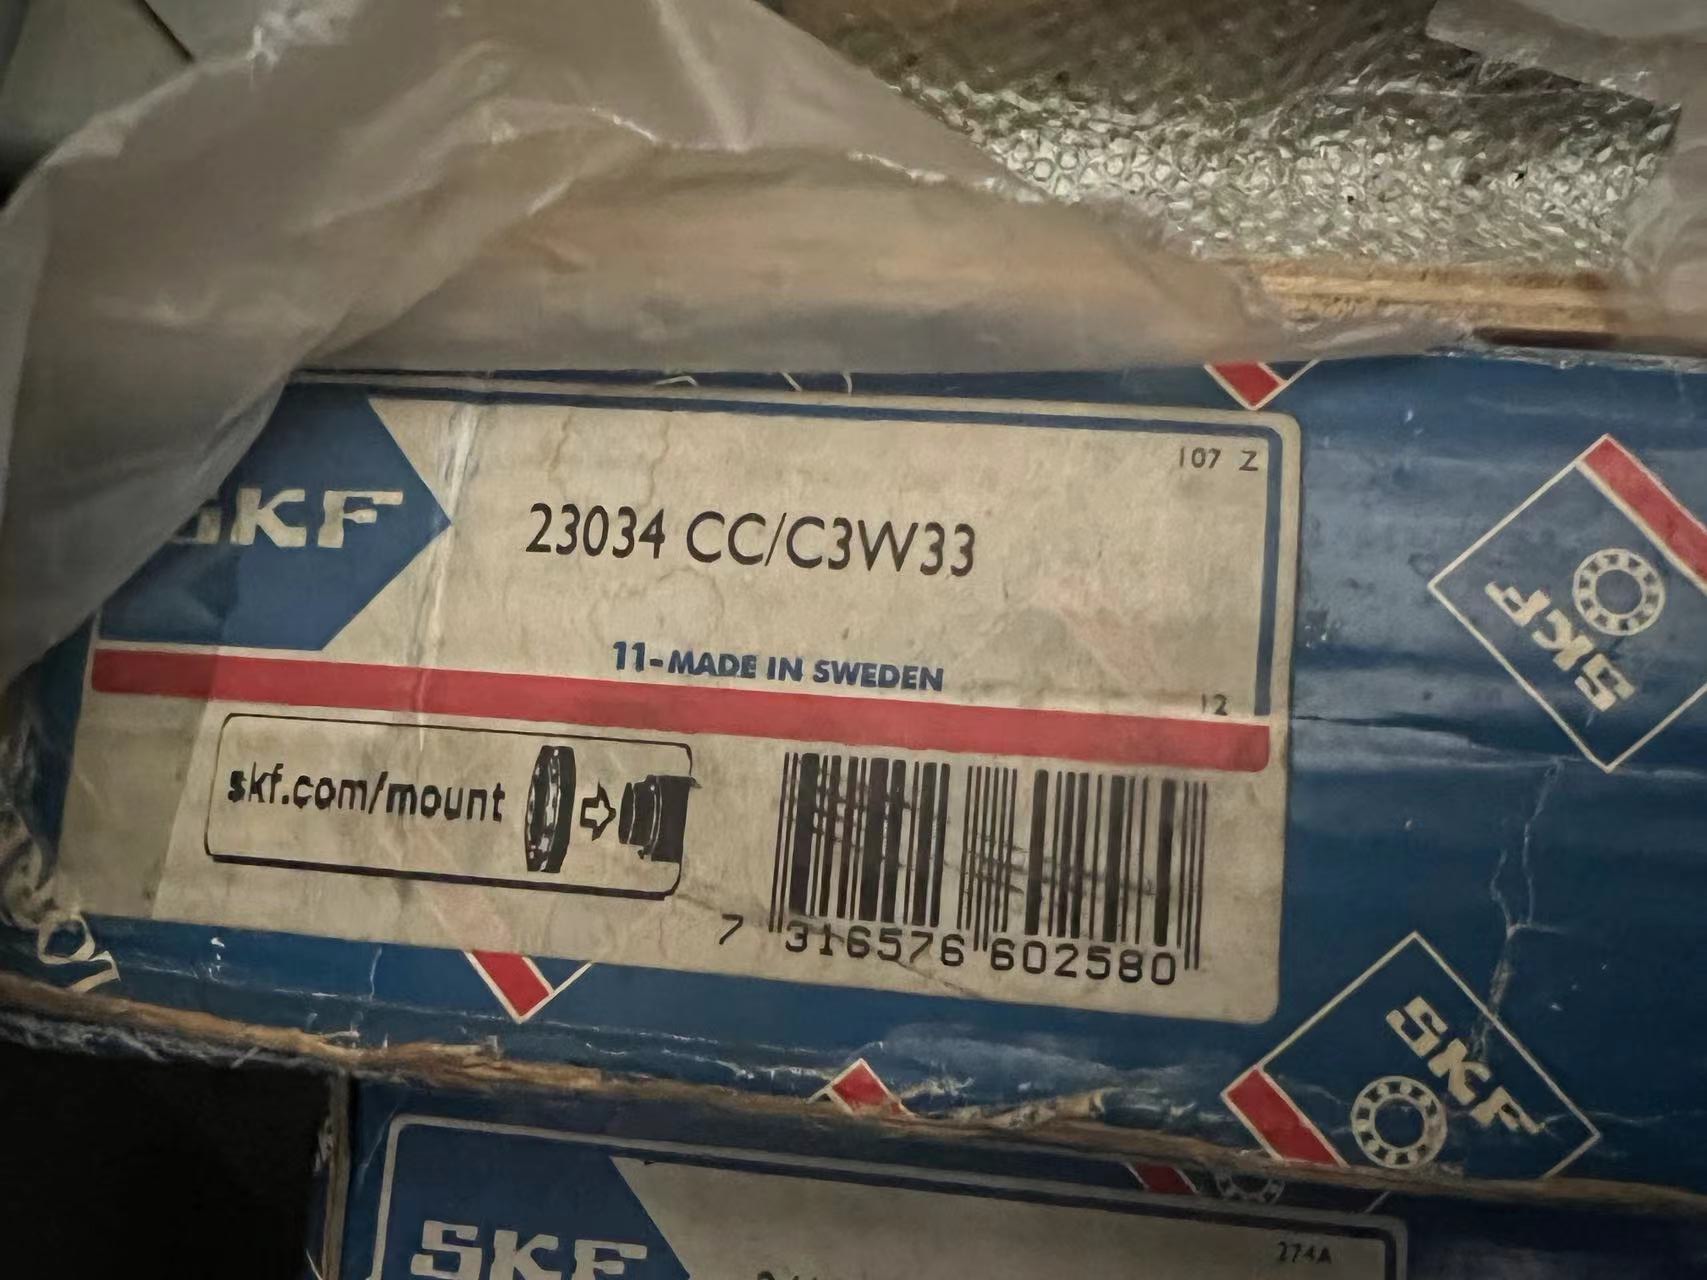 SKF
107 Z
23034 CC/C3W33
11-MADE IN SWEDEN
12
skf.com/mount
7 316576 602580
SKF
SKF
SKF
274A